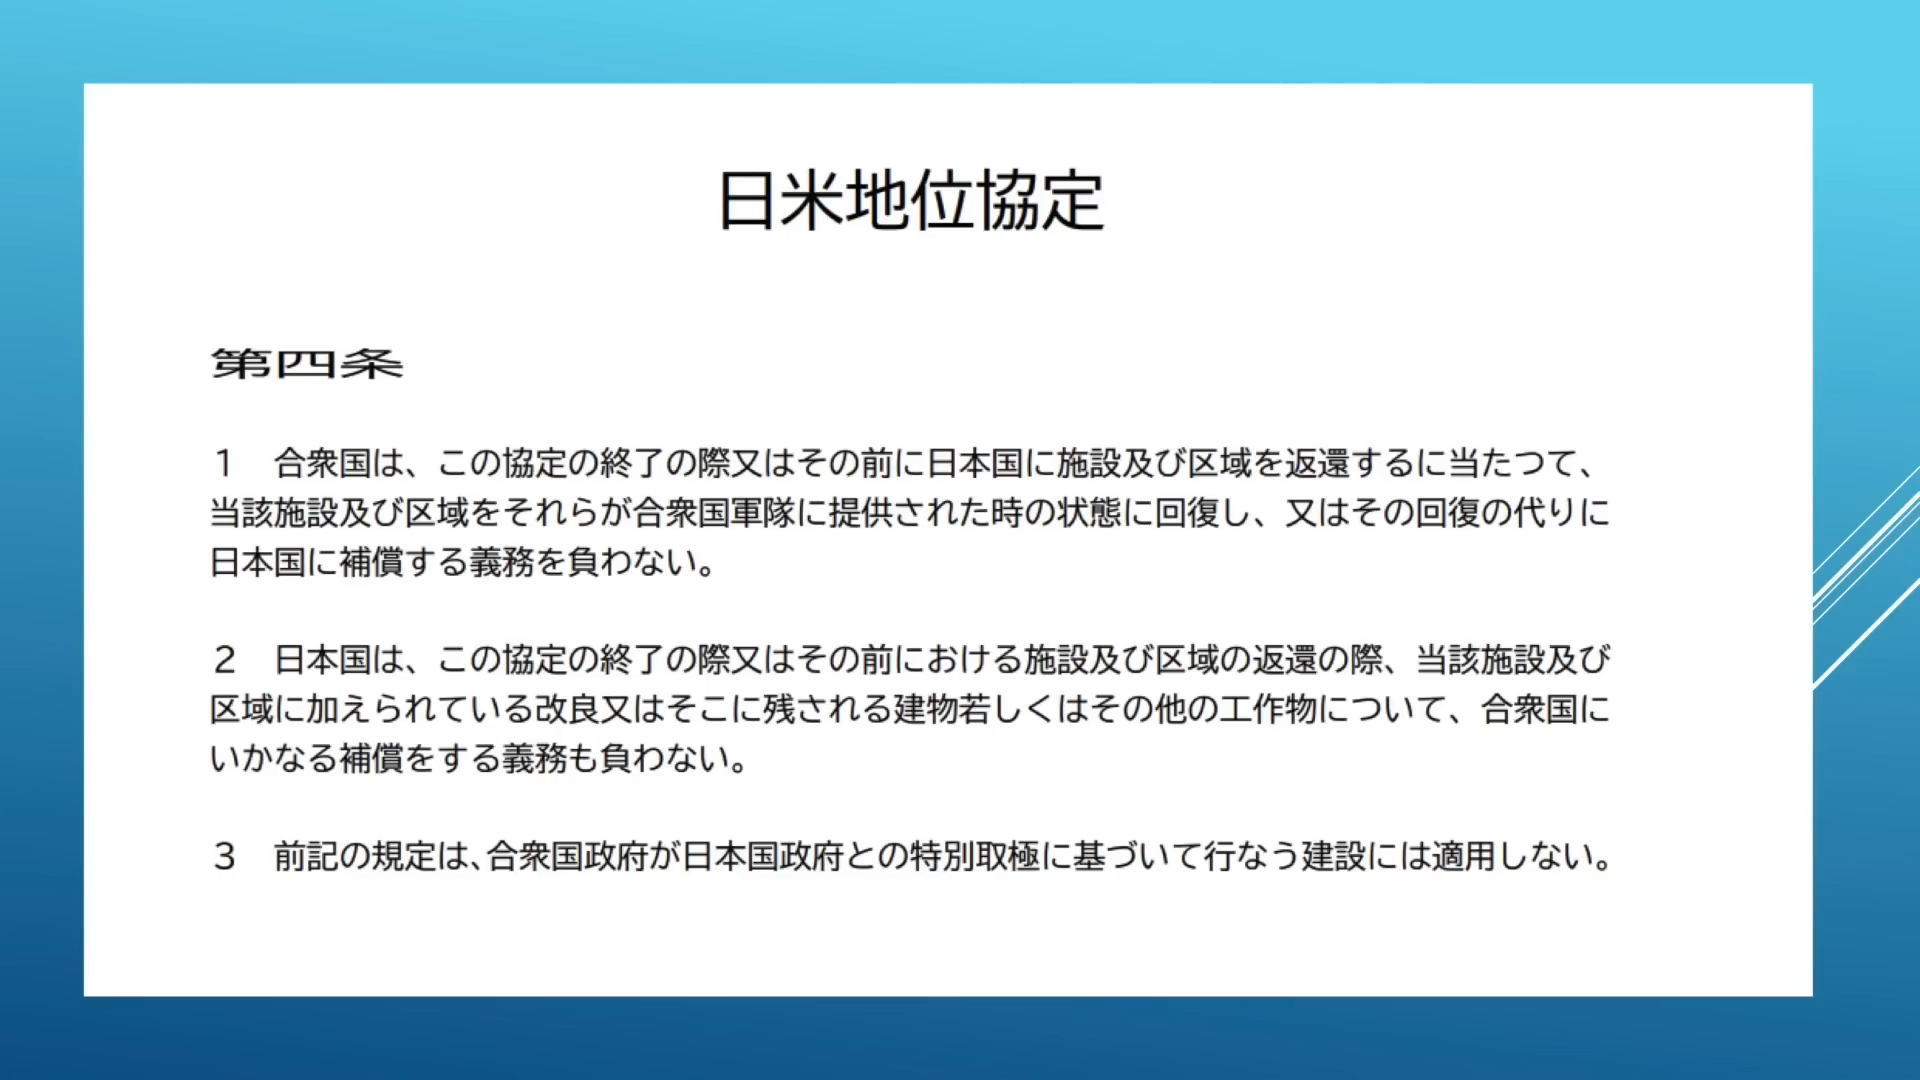 日米地位協定
第四条
１　合衆国は、この協定の終了の際又はその前に日本国に施設及び区域を返還するに当たつて、
当該施設及び区域をそれらが合衆国軍隊に提供された時の状態に回復し、又はその回復の代りに
日本国に補償する義務を負わない。
２　日本国は、この協定の終了の際又はその前における施設及び区域の返還の際、当該施設及び
区域に加えられている改良又はそこに残される建物若しくはその他の工作物について、合衆国に
いかなる補償をする義務も負わない。
３　前記の規定は、合衆国政府が日本国政府との特別取極に基づいて行なう建設には適用しない。